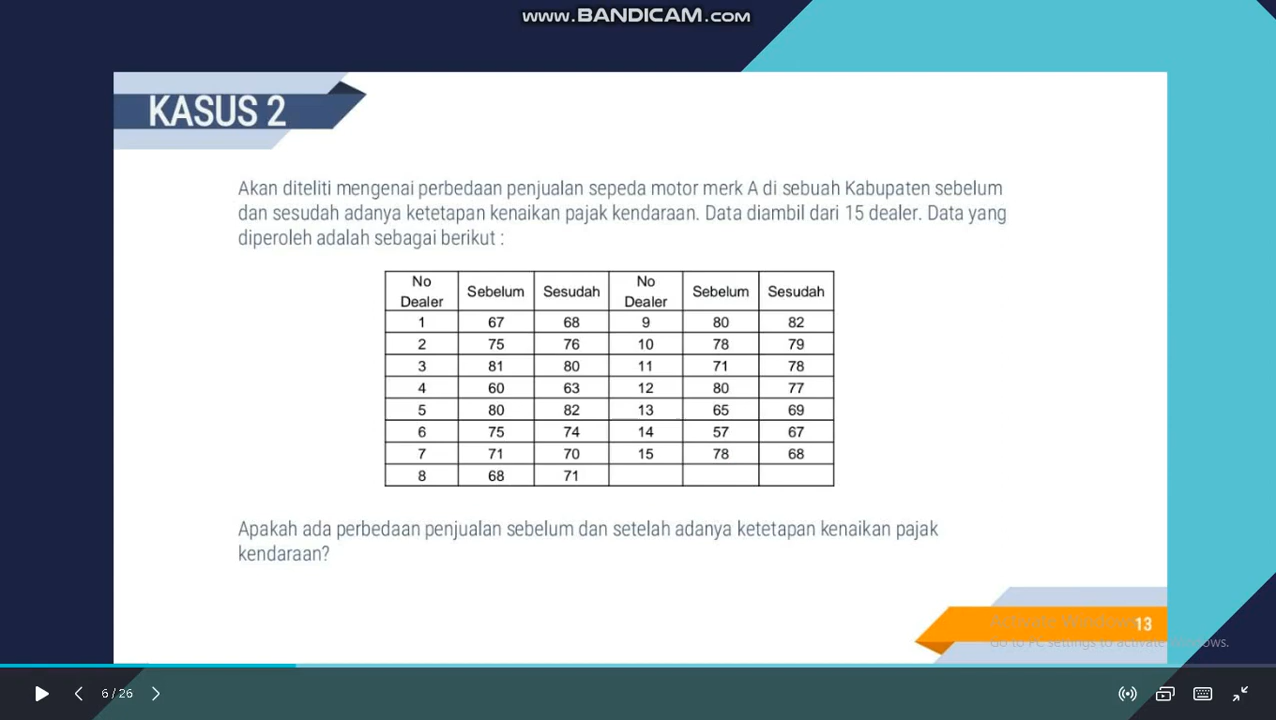 www.BANDICAM.com
KASUS 2
Akan diteliti mengenai perbedaan penjualan sepeda motor merk A di sebuah Kabupaten sebelum
dan sesudah adanya ketetapan kenaikan pajak kendaraan. Data diambil dari 15 dealer. Data yang
diperoleh adalah sebagai berikut :
No Dealer Sebelum Sesudah No Dealer Sebelum Sesudah
1 67 68 9 80 82
2 75 76 10 78 79
3 81 80 11 71 78
4 60 63 12 80 77
5 80 82 13 65 69
6 75 74 14 57 67
7 71 70 15 78 68
8 68 71
Apakah ada perbedaan penjualan sebelum dan setelah adanya ketetapan kenaikan pajak
kendaraan?
Activate Windows
13
Go to PC settings to activate Windows.
6 / 26